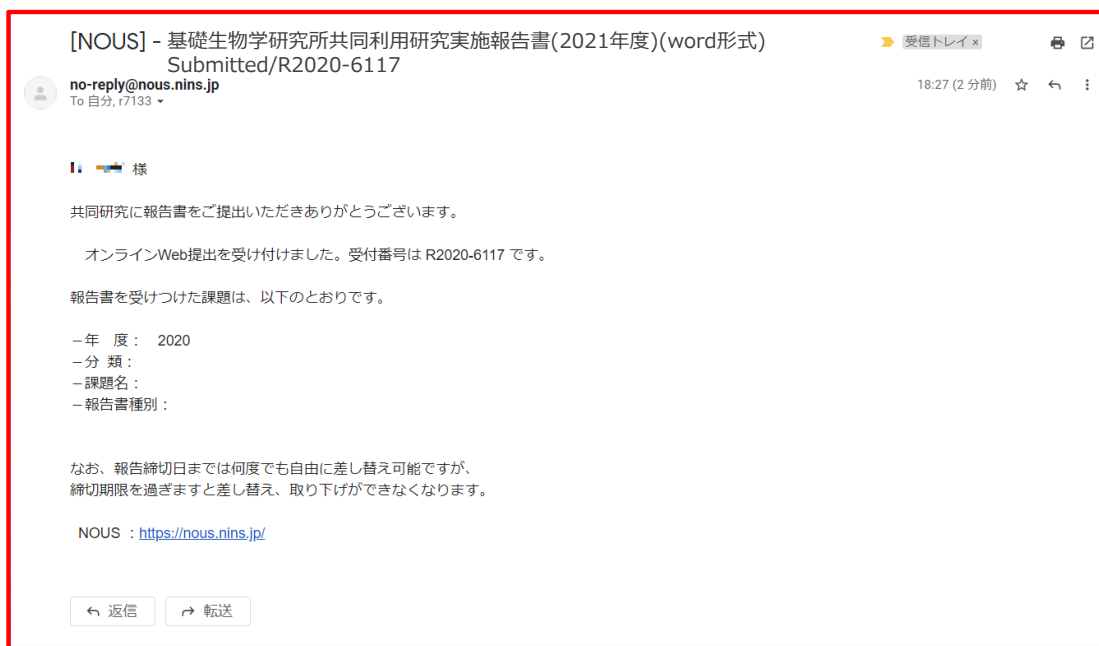 [NOUS] - 基礎生物学研究所共同利用研究実施報告書(2021年度)(word形式)
Submitted/R2020-6117
受信トレイ ×
no-reply@nous.nins.jp
18:27 (2 分前)
To 自分, r7133
様
共同研究に報告書をご提出いただきありがとうございます。
オンラインWeb提出を受け付けました。受付番号は R2020-6117 です。
報告書を受けつけた課題は、以下のとおりです。
－年　度：　2020
－分 類：
－課題名：
－報告書種別：
なお、報告締切日までは何度でも自由に差し替え可能ですが、
締切期限を過ぎますと差し替え、取り下げができなくなります。
NOUS ：https://nous.nins.jp/
返信
転送